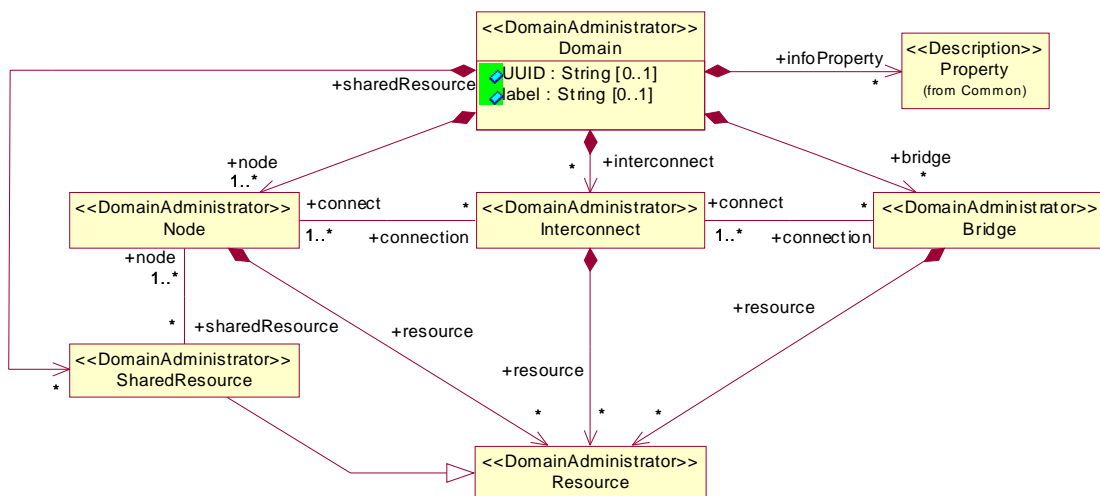 <<DomainAdministrator>>
Domain
UUID : String [0..1]
label : String [0..1]
+sharedResource
+infoProperty
*
<<Description>>
Property
(from Common)
+node
1..*
+interconnect
*
+bridge
*
<<DomainAdministrator>>
Node
+connect
1..*
*
+connection
<<DomainAdministrator>>
Interconnect
+connect
1..*
*
+connection
<<DomainAdministrator>>
Bridge
+node
1..*
*
+sharedResource
+resource
+resource
+resource
<<DomainAdministrator>>
SharedResource
*
*
*
*
<<DomainAdministrator>>
Resource